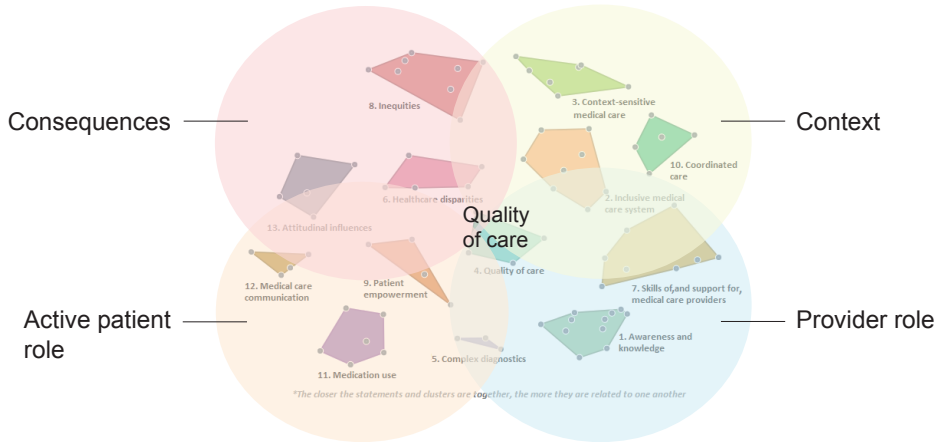 8. Inequities
3. Context-sensitive
medical care
Consequences
Context
10. Coordinated
care
6. Healthcare disparities
2. Inclusive medical
care system
13. Attitudinal influences
Quality
of care
4. Quality of care
12. Medical care
communication
9. Patient
empowerment
7. Skills of,and support for,
medical care providers
Active patient
role
Provider role
1. Awareness and
knowledge
5. Complex diagnostics
11. Medication use
*The closer the statements and clusters are together, the more they are related to one another